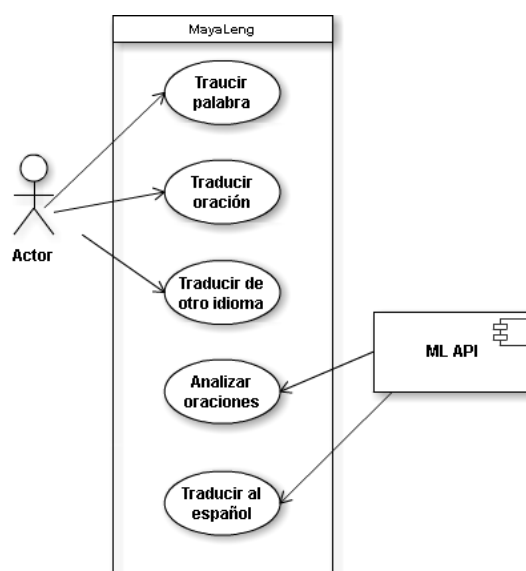 MayaLeng
Traucir
palabra
Traducir
oración
Actor
Traducir de
otro idioma
ML API
Analizar
oraciones
Traducir al
español